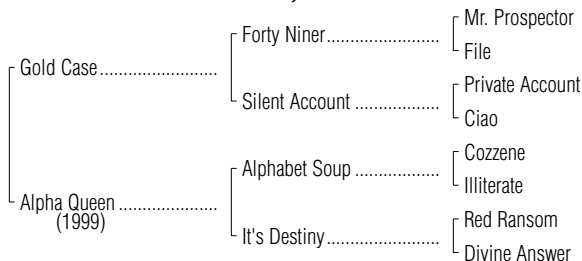 Mr. Prospector
Forty Niner
File
Gold Case
Private Account
Silent Account
Ciao
Cozzene
Alphabet Soup
Illiterate
Alpha Queen
(1999)
Red Ransom
It's Destiny
Divine Answer